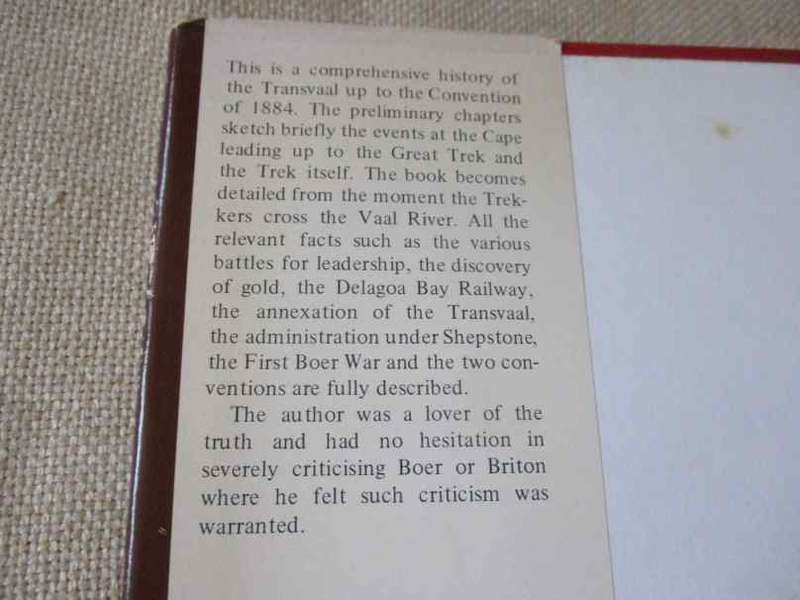 This is a comprehensive history of
the Transvaal up to the Convention
of 1884. The preliminary chapters
sketch briefly the events at the Cape
leading up to the Great Trek and
the Trek itself. The book becomes
detailed from the moment the Trek-
kers cross the Vaal River. All the
relevant facts such as the various
battles for leadership, the discovery
of gold, the Delagoa Bay Railway,
the annexation of the Transvaal,
the administration under Shepstone,
the First Boer War and the two con-
ventions are fully described.
The author was a lover of the
truth and had no hesitation in
severely criticising Boer or Briton
where he felt such criticism was
warranted.